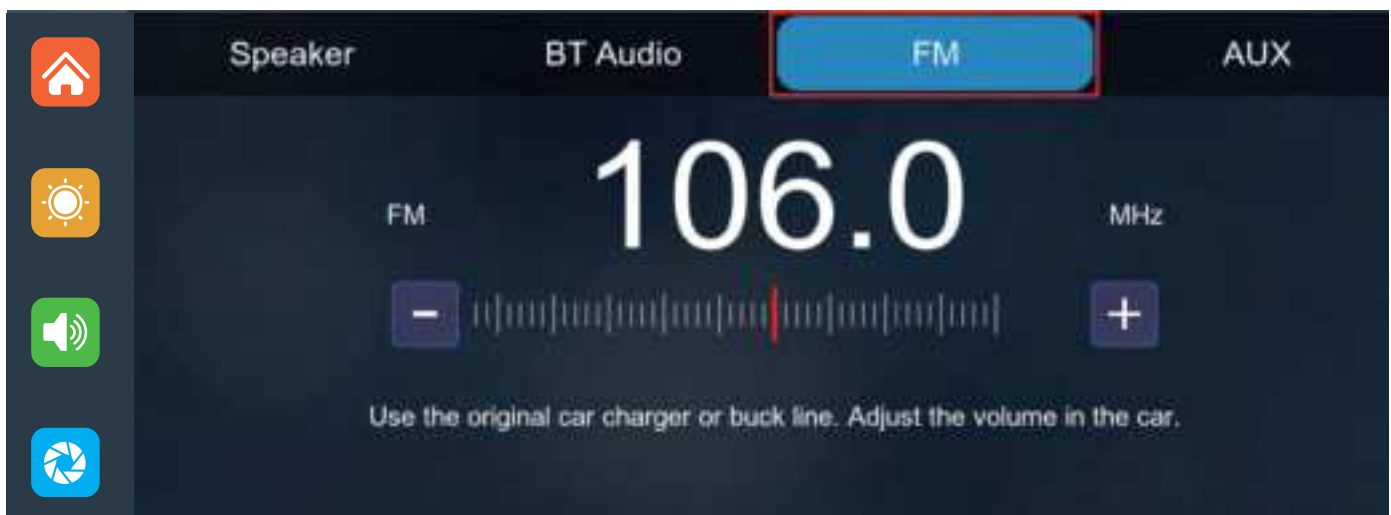 Speaker BT Audio FM AUX
106.0
FM MHz
- +
Use the original car charger or buck line. Adjust the volume in the car.